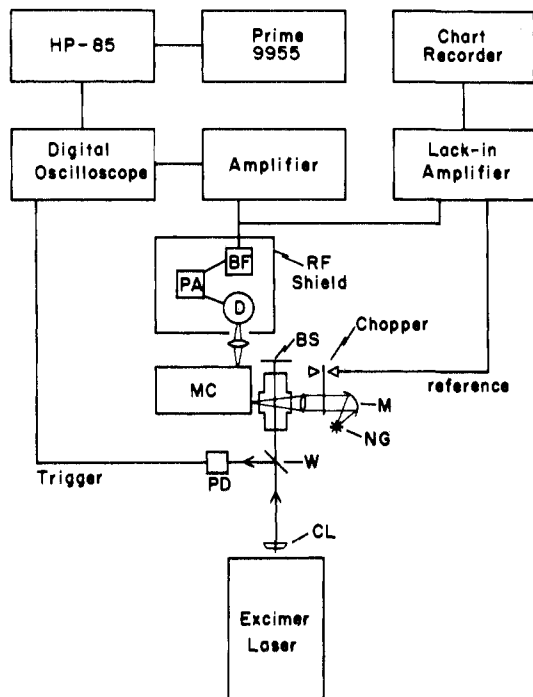 HP-85
Prime
9955
Chart
Recorder
Digital
Oscilloscope
Amplifier
Lack-in
Amplifier
BF
PA
D
RF
Shield
BS
Chopper
MC
reference
M
NG
Trigger
PD
W
CL
Excimer
Laser